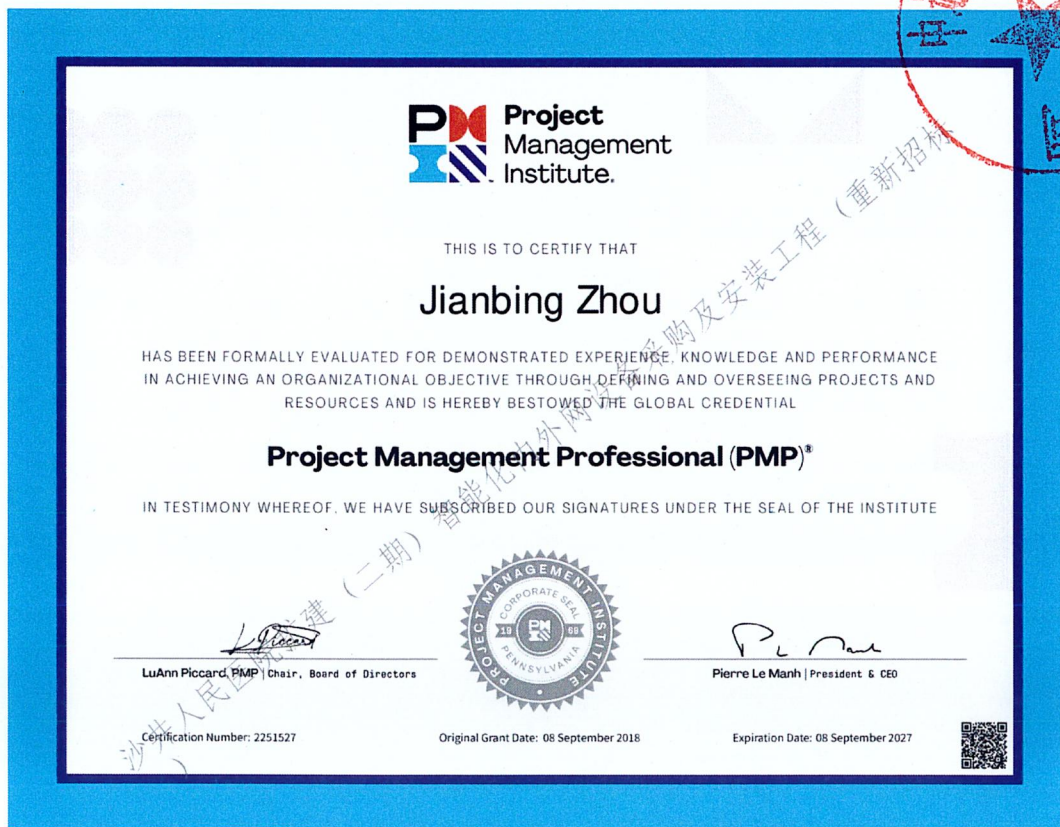 Project
Management
Institute.
THIS IS TO CERTIFY THAT
Jianbing Zhou
HAS BEEN FORMALLY EVALUATED FOR DEMONSTRATED EXPERIENCE, KNOWLEDGE AND PERFORMANCE
IN ACHIEVING AN ORGANIZATIONAL OBJECTIVE THROUGH DEFINING AND OVERSEEING PROJECTS AND
RESOURCES AND IS HEREBY BESTOWED THE GLOBAL CREDENTIAL
Project Management Professional (PMP)®
IN TESTIMONY WHEREOF, WE HAVE SUBSCRIBED OUR SIGNATURES UNDER THE SEAL OF THE INSTITUTE
PROJECT MANAGEMENT INSTITUTE
CORPORATE SEAL
19 69
PENNSYLVANIA
LuAnn Piccard, PMP | Chair, Board of Directors
Pierre Le Manh | President & CEO
Certification Number: 2251527
Original Grant Date: 08 September 2018
Expiration Date: 08 September 2027
沙井人民医院扩建（二期）智能化内外网设备采购及安装工程（重新招标
）